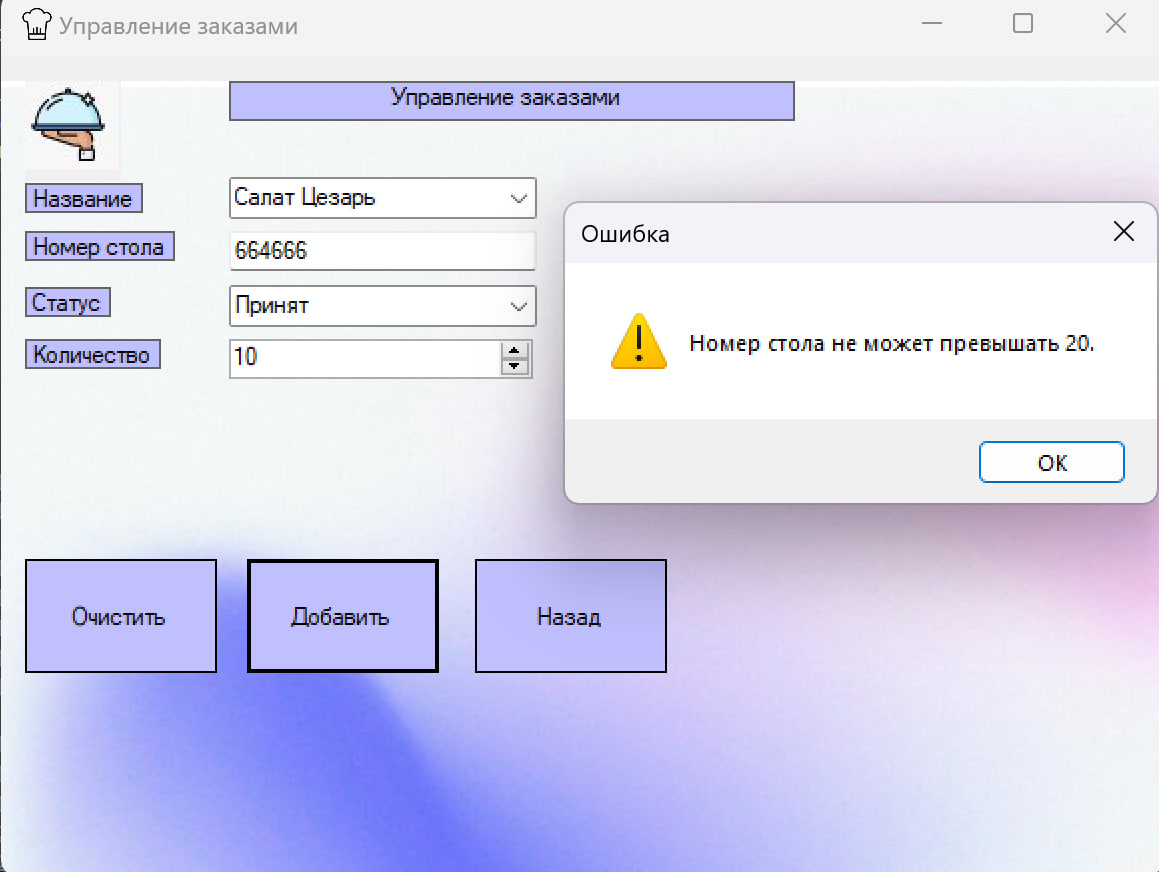 Управление заказами
Управление заказами
Название
Салат Цезарь
Номер стола
664666
Статус
Принят
Количество
10
Ошибка
Номер стола не может превышать 20.
ОК
Очистить
Добавить
Назад